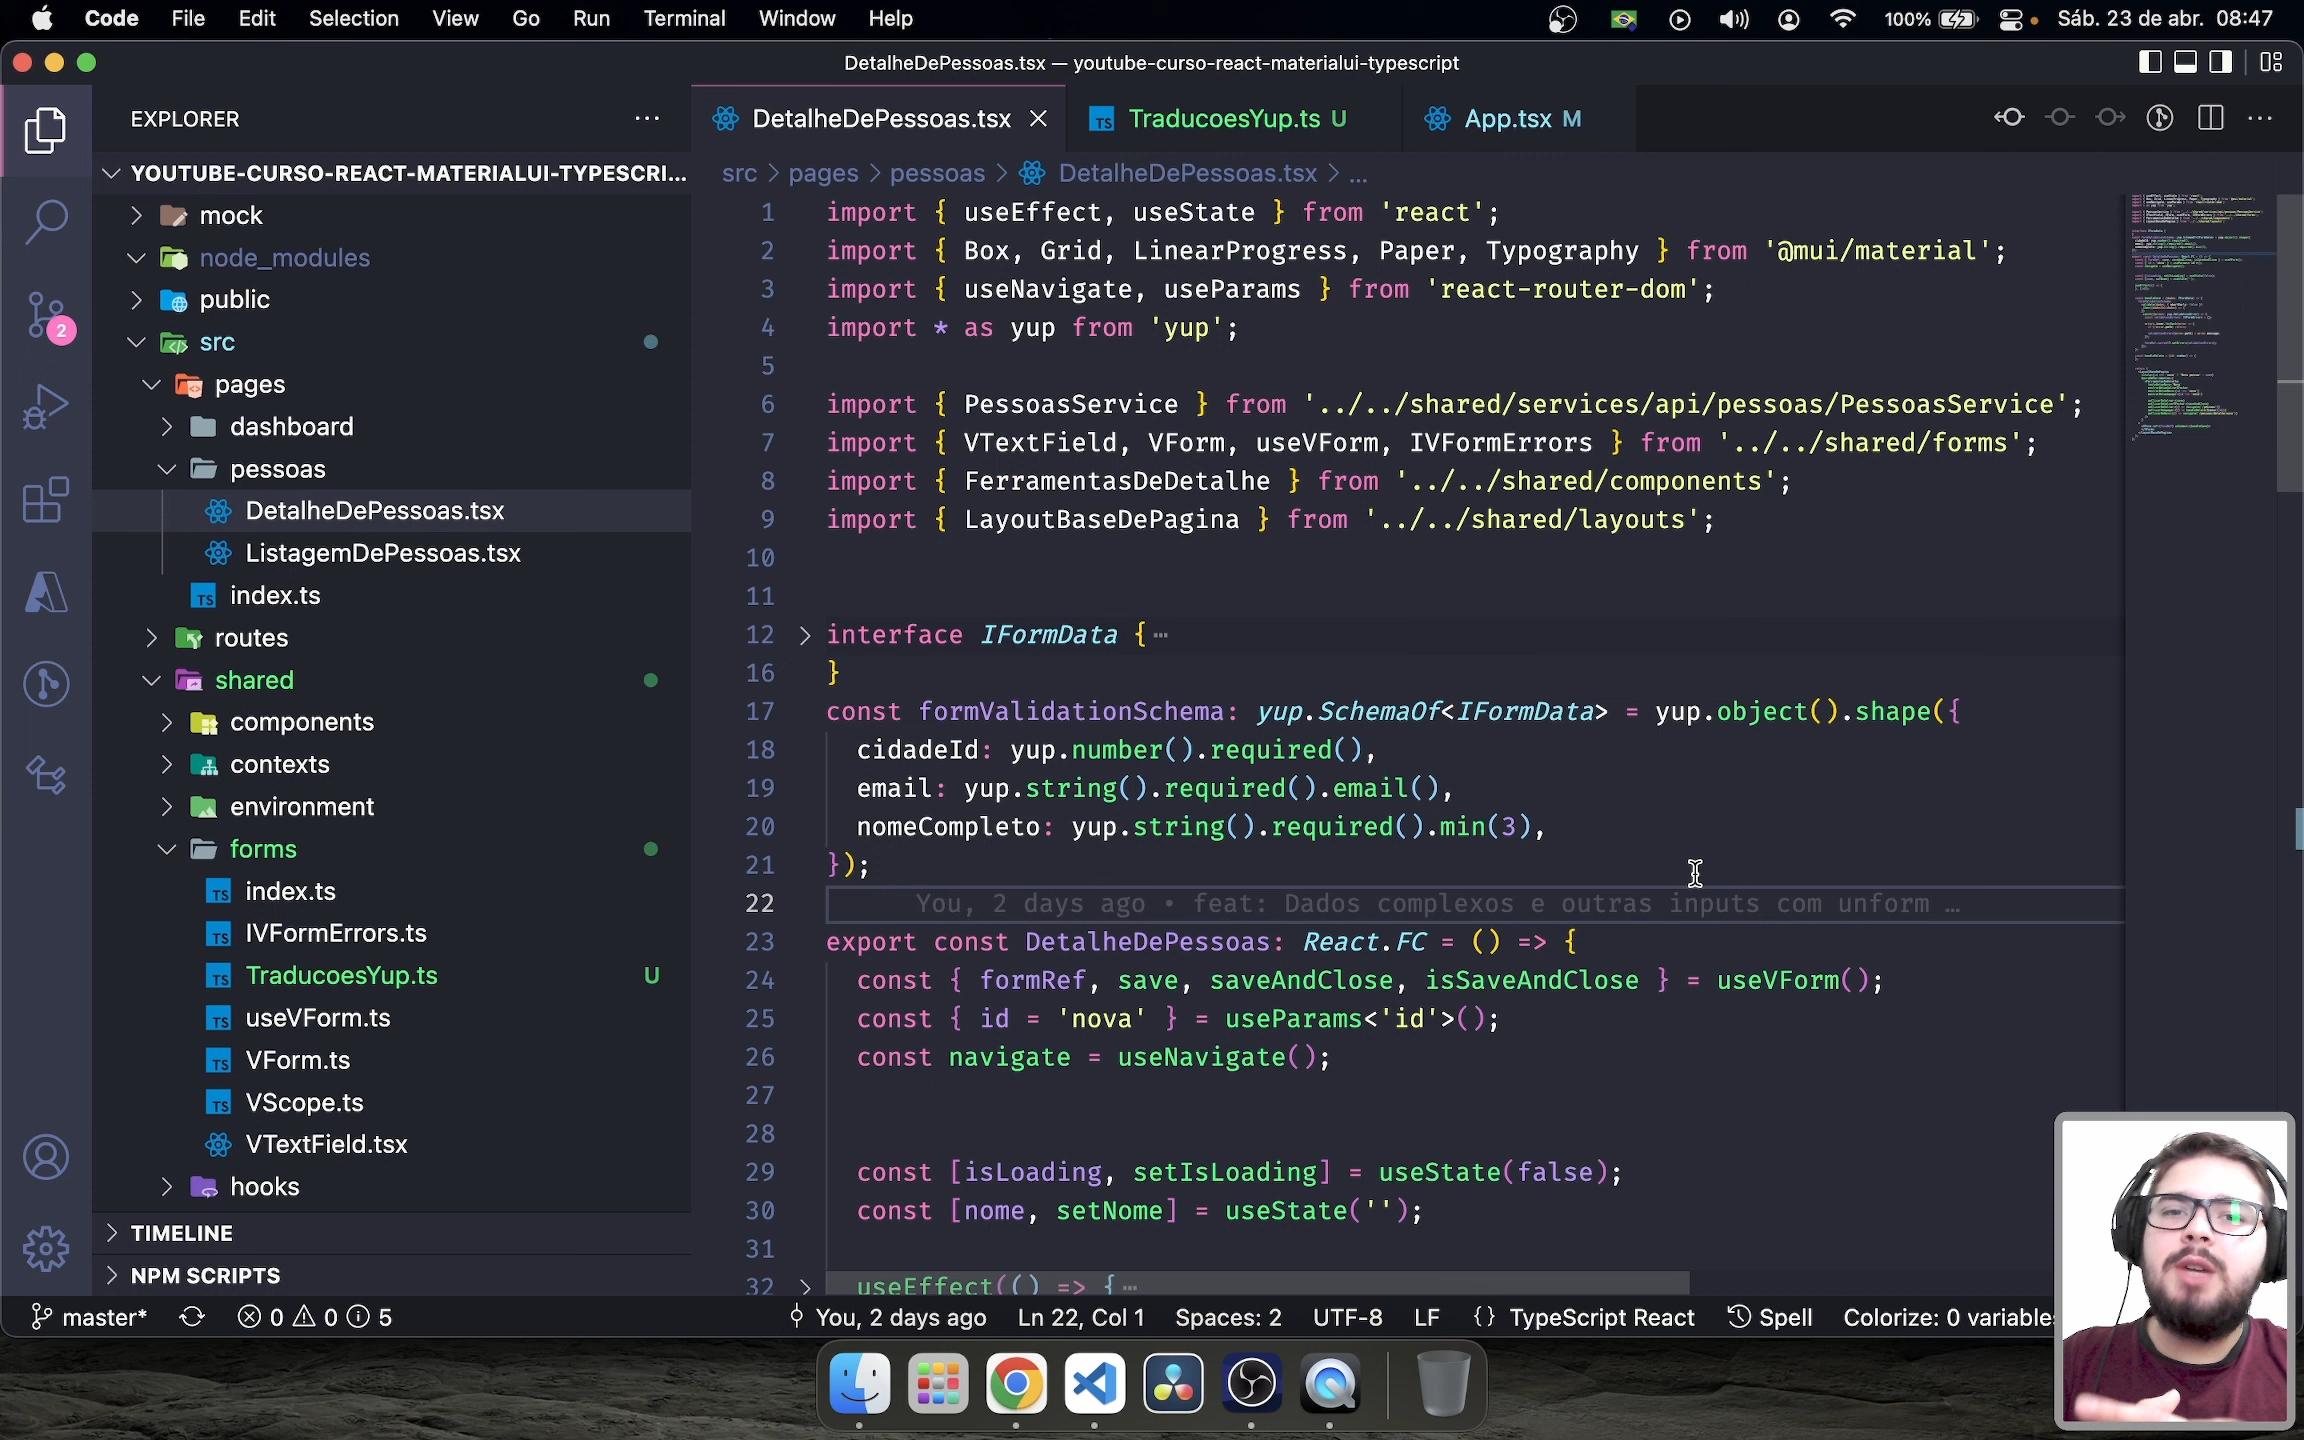 Code File Edit Selection View Go Run Terminal Window Help 100% Sáb. 23 de abr. 08:47
DetalheDePessoas.tsx — youtube-curso-react-materialui-typescript
EXPLORER
DetalheDePessoas.tsx TraducoesYup.ts U App.tsx M
YOUTUBE-CURSO-REACT-MATERIALUI-TYPESCRI...
mock
node_modules
public
src
pages
dashboard
pessoas
DetalheDePessoas.tsx
ListagemDePessoas.tsx
index.ts
routes
shared
components
contexts
environment
forms
index.ts
IVFormErrors.ts
TraducoesYup.ts U
useVForm.ts
VForm.ts
VScope.ts
VTextField.tsx
hooks
TIMELINE
NPM SCRIPTS
2
src > pages > pessoas > DetalheDePessoas.tsx > ...
1 import { useEffect, useState } from 'react';
2 import { Box, Grid, LinearProgress, Paper, Typography } from '@mui/material';
3 import { useNavigate, useParams } from 'react-router-dom';
4 import * as yup from 'yup';
5
6 import { PessoasService } from '../../shared/services/api/pessoas/PessoasService';
7 import { VTextField, VForm, useVForm, IVFormErrors } from '../../shared/forms';
8 import { FerramentasDeDetalhe } from '../../shared/components';
9 import { LayoutBaseDePagina } from '../../shared/layouts';
10
11
12 interface IFormData {…
16 }
17 const formValidationSchema: yup.SchemaOf<IFormData> = yup.object().shape({
18 cidadeId: yup.number().required(),
19 email: yup.string().required().email(),
20 nomeCompleto: yup.string().required().min(3),
21 });
22 You, 2 days ago • feat: Dados complexos e outras inputs com unform …
23 export const DetalheDePessoas: React.FC = () => {
24 const { formRef, save, saveAndClose, isSaveAndClose } = useVForm();
25 const { id = 'nova' } = useParams<'id'>();
26 const navigate = useNavigate();
27
28
29 const [isLoading, setIsLoading] = useState(false);
30 const [nome, setNome] = useState('');
31
32 useEffect(() => {…
master* 0 0 5 You, 2 days ago Ln 22, Col 1 Spaces: 2 UTF-8 LF {} TypeScript React Spell Colorize: 0 variable